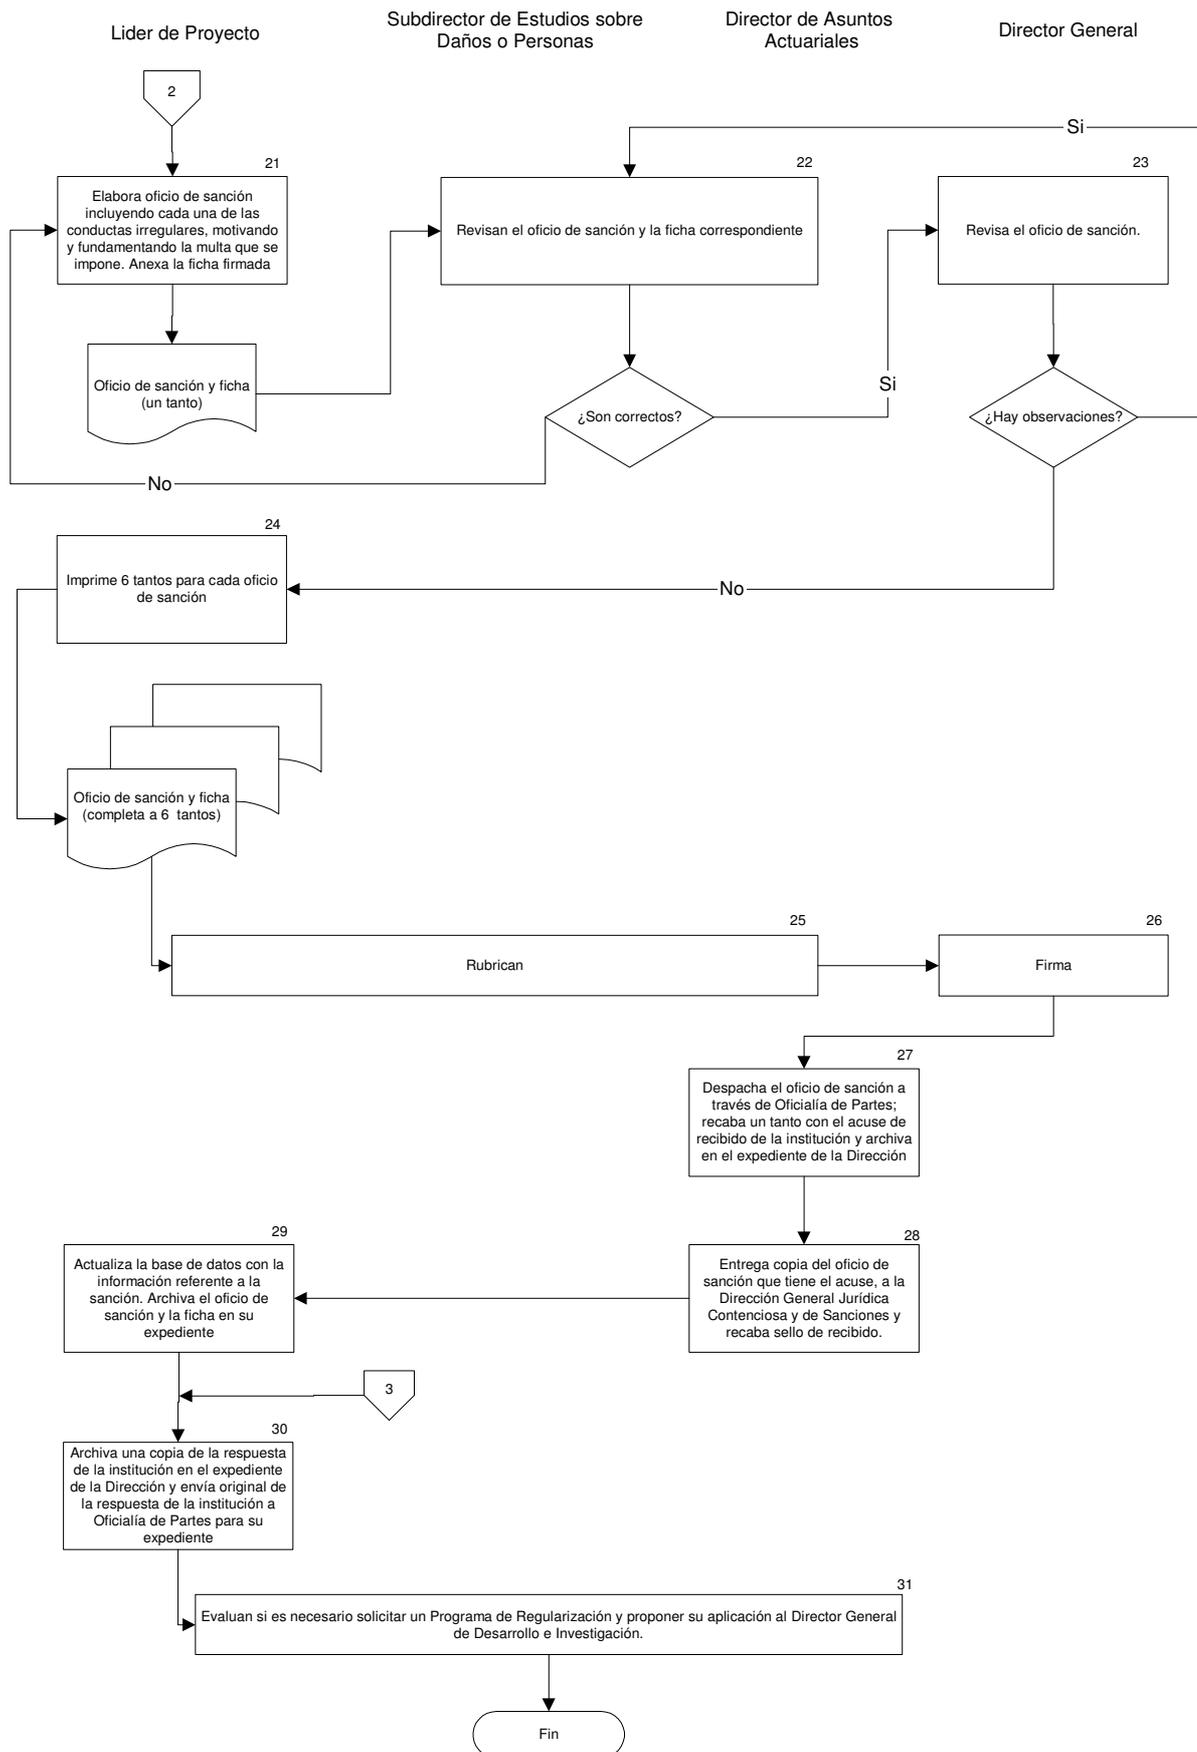 Lider de Proyecto
Subdirector de Estudios sobre
Daños o Personas
Director de Asuntos
Actuariales
Director General
2
Si
21
Elabora oficio de sanción
incluyendo cada una de las
conductas irregulares, motivando
y fundamentando la multa que se
impone. Anexa la ficha firmada
22
Revisan el oficio de sanción y la ficha correspondiente
23
Revisa el oficio de sanción.
Oficio de sanción y ficha
(un tanto)
¿Son correctos?
Si
¿Hay observaciones?
No
24
Imprime 6 tantos para cada oficio
de sanción
No
Oficio de sanción y ficha
(completa a 6 tantos)
25
Rubrican
26
Firma
27
Despacha el oficio de sanción a
través de Oficialía de Partes;
recaba un tanto con el acuse de
recibido de la institución y archiva
en el expediente de la Dirección
28
Entrega copia del oficio de
sanción que tiene el acuse, a la
Dirección General Jurídica
Contenciosa y de Sanciones y
recaba sello de recibido.
29
Actualiza la base de datos con la
información referente a la
sanción. Archiva el oficio de
sanción y la ficha en su
expediente
3
30
Archiva una copia de la respuesta
de la institución en el expediente
de la Dirección y envía original de
la respuesta de la institución a
Oficialía de Partes para su
expediente
31
Evaluan si es necesario solicitar un Programa de Regularización y proponer su aplicación al Director General
de Desarrollo e Investigación.
Fin